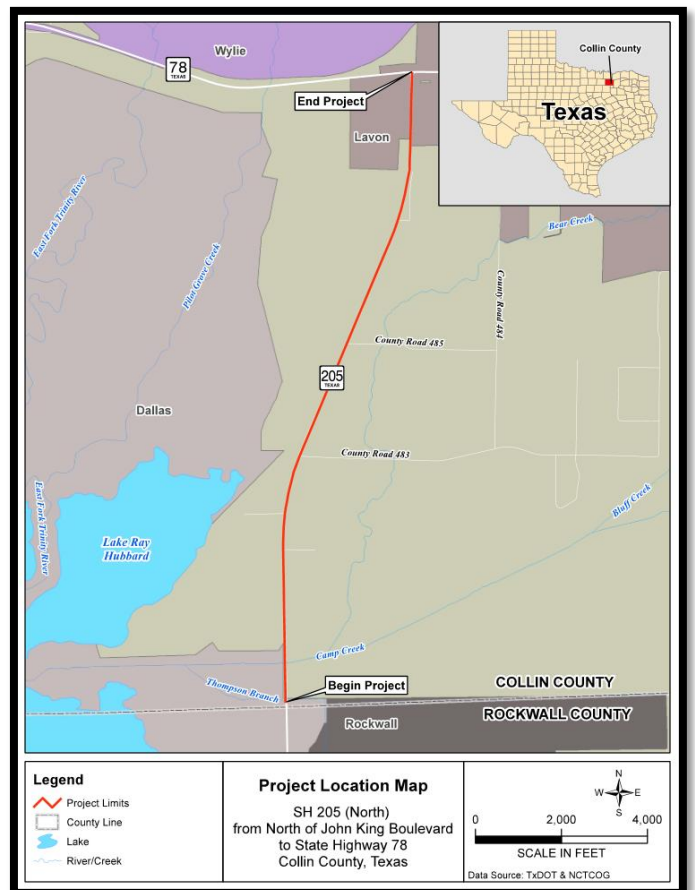 Wylie
78
TEXAS
Collin County
Texas
End Project
Lavon
East Fork Trinity River
Pilot Grove Creek
Bear Creek
County Road 484
County Road 485
205
TEXAS
Dallas
County Road 483
East Fork Trinity River
Lake Ray
Hubbard
Bluff Creek
Camp Creek
Thompson Branch
Begin Project
COLLIN COUNTY
ROCKWALL COUNTY
Rockwall
Legend
Project Limits
County Line
Lake
River/Creek
Project Location Map
SH 205 (North)
from North of John King Boulevard
to State Highway 78
Collin County, Texas
N
W E
S
0 2,000 4,000
SCALE IN FEET
Data Source: TxDOT & NCTCOG